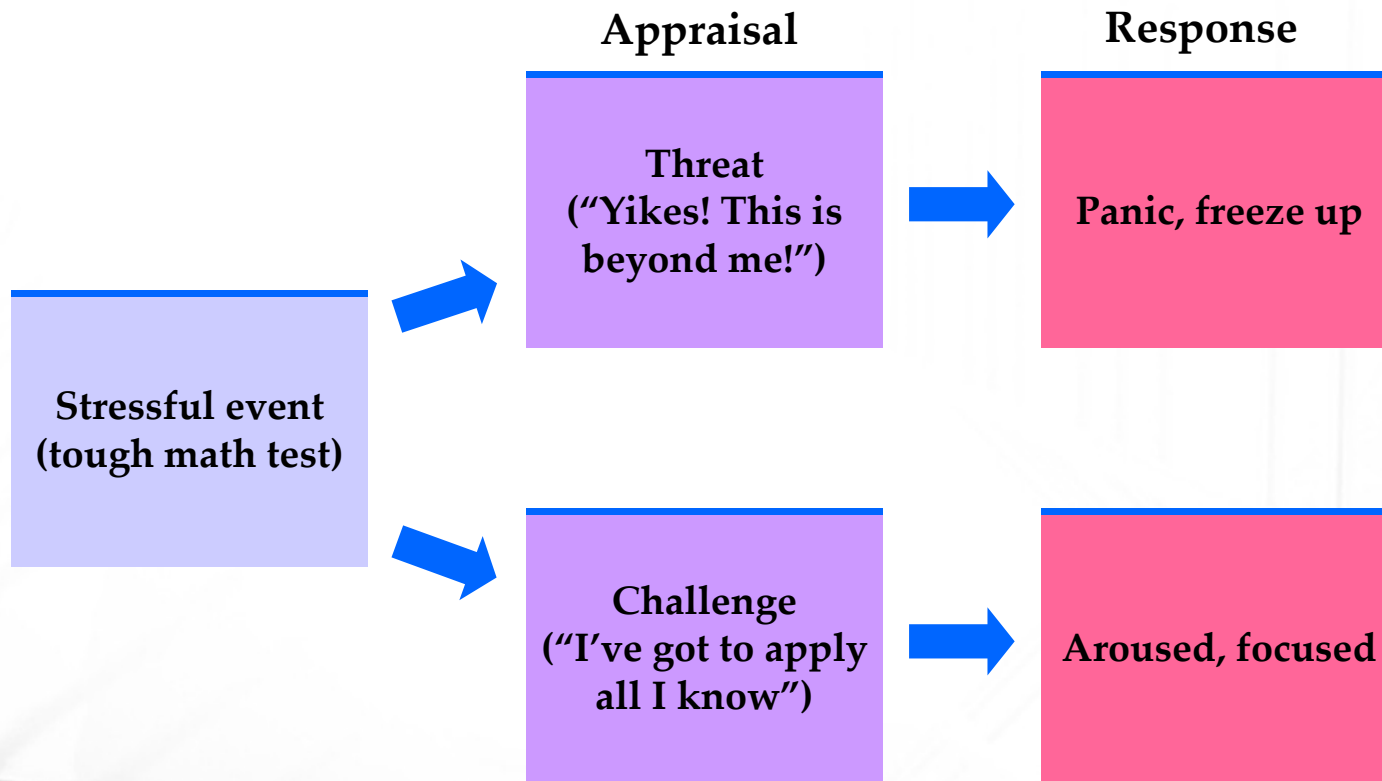 Appraisal
Response
Threat
(“Yikes! This is
beyond me!”)
Panic, freeze up
Stressful event
(tough math test)
Challenge
(“I’ve got to apply
all I know”)
Aroused, focused